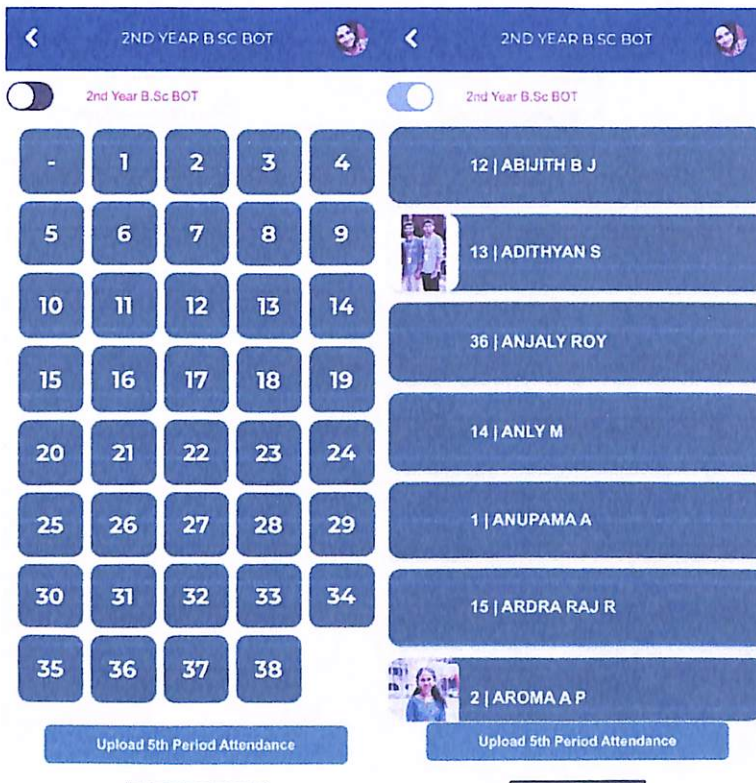 2ND YEAR B.SC BOT
2nd Year B.Sc BOT
- 1 2 3 4
5 6 7 8 9
10 11 12 13 14
15 16 17 18 19
20 21 22 23 24
25 26 27 28 29
30 31 32 33 34
35 36 37 38
Upload 5th Period Attendance
2ND YEAR B.SC BOT
2nd Year B.Sc BOT
12 | ABIJITH B J
13 | ADITHYAN S
36 | ANJALY ROY
14 | ANLY M
1 | ANUPAMA A
15 | ARDRA RAJ R
2 | AROMA A P
Upload 5th Period Attendance